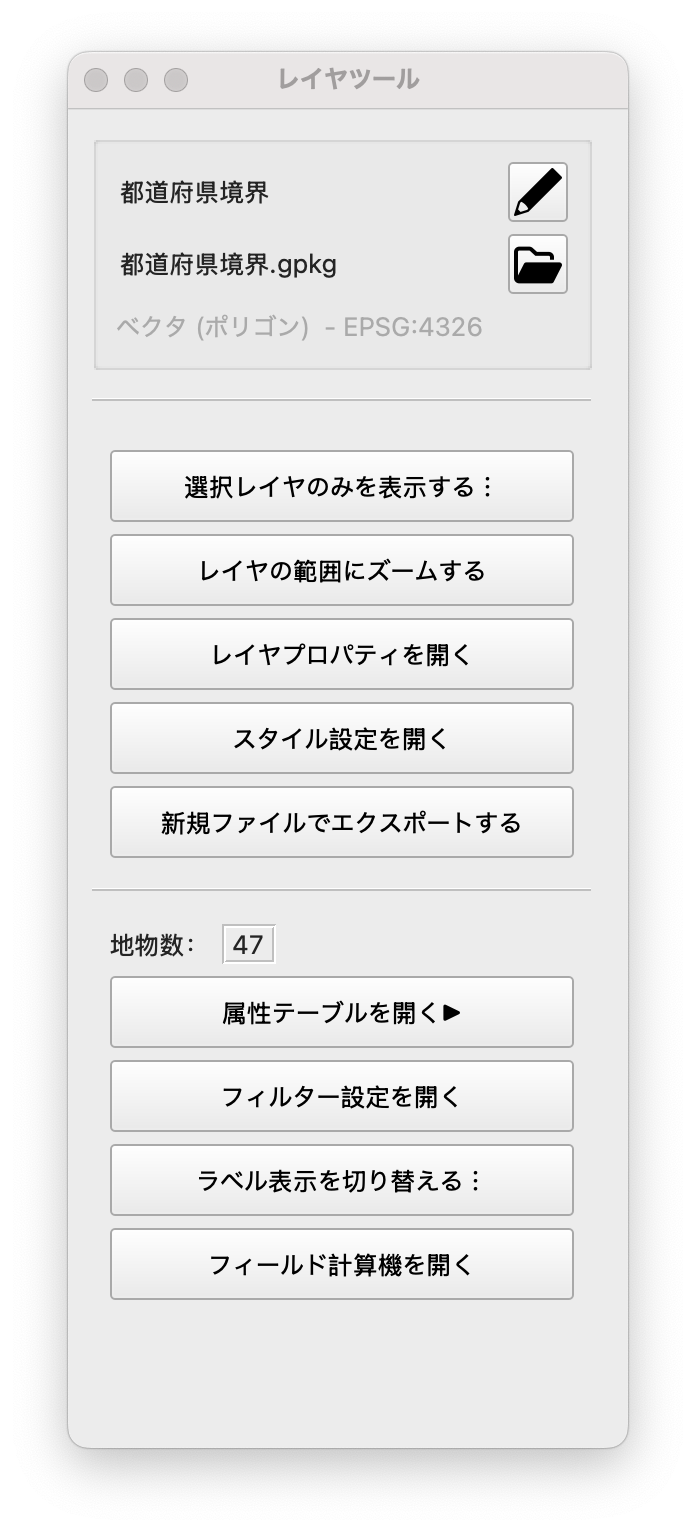 レイヤツール
都道府県境界
都道府県境界.gpkg
ベクタ (ポリゴン) - EPSG:4326
選択レイヤのみを表示する⋮
レイヤの範囲にズームする
レイヤプロパティを開く
スタイル設定を開く
新規ファイルでエクスポートする
地物数: 47
属性テーブルを開く▶
フィルター設定を開く
ラベル表示を切り替える⋮
フィールド計算機を開く